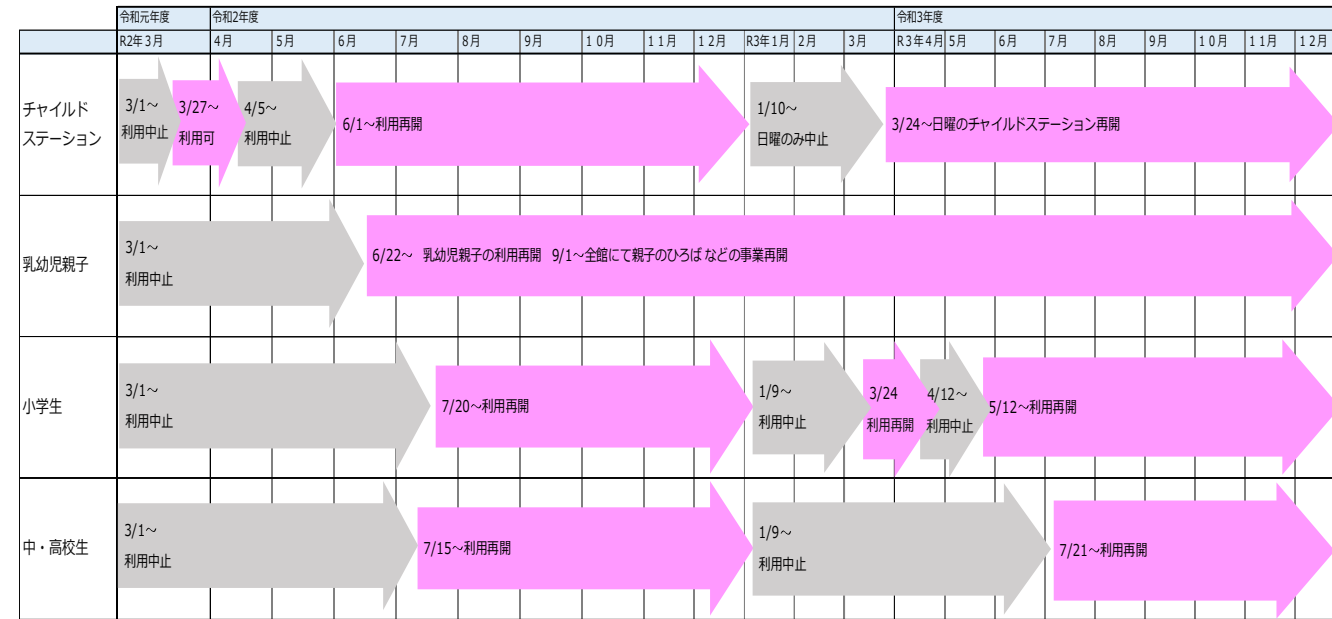 令和元年度 令和2年度 令和3年度
R2年3月 4月 5月 6月 7月 8月 9月 10月 11月 12月 R3年1月 2月 3月 R3年4月 5月 6月 7月 8月 9月 10月 11月 12月
チャイルド
ステーション
3/1～
利用中止
3/27～
利用可
4/5～
利用中止
6/1～利用再開
1/10～
日曜のみ中止
3/24～日曜のチャイルドステーション再開
乳幼児親子
3/1～
利用中止
6/22～ 乳幼児親子の利用再開 9/1～全館にて親子のひろばなどの事業再開
小学生
3/1～
利用中止
7/20～利用再開
1/9～
利用中止
3/24
利用再開
4/12～
利用中止
5/12～利用再開
中・高校生
3/1～
利用中止
7/15～利用再開
1/9～
利用中止
7/21～利用再開